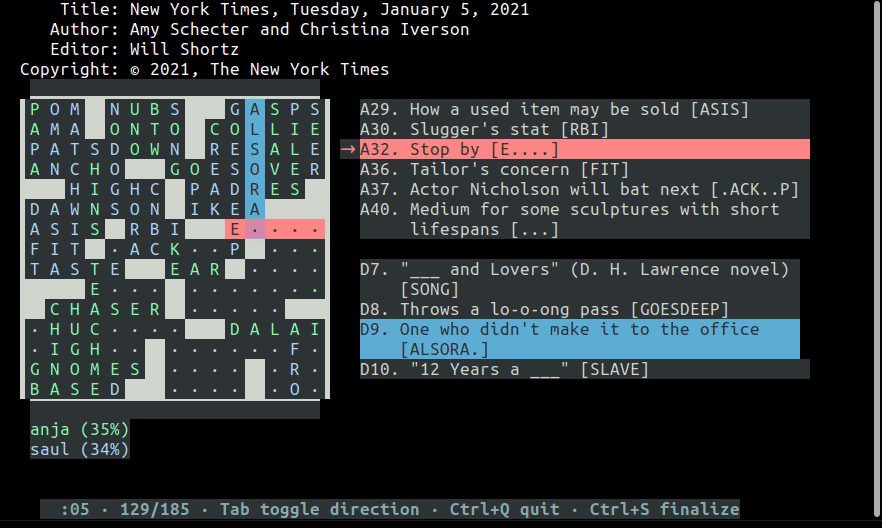 Title: New York Times, Tuesday, January 5, 2021
Author: Amy Schecter and Christina Iverson
Editor: Will Shortz
Copyright: © 2021, The New York Times
P O M N U B S G A S P S
A M A O N T O C O L L I E
P A T S D O W N R E S A L E
A N C H O G O E S O V E R
H I G H C P A D R E S
D A W N S O N I K E A
A S I S R B I E · · · ·
F I T · A C K · · P · · ·
T A S T E E A R · · · ·
E · · · · · · · · · ·
C H A S E R · · · · ·
· H U C · · · · D A L A I
· I G H · · · · · · · · F ·
G N O M E S · · · · · R ·
B A S E D · · · · · O ·
A29. How a used item may be sold [ASIS]
A30. Slugger's stat [RBI]
→ A32. Stop by [E....]
A36. Tailor's concern [FIT]
A37. Actor Nicholson will bat next [.ACK..P]
A40. Medium for some sculptures with short
lifespans [...]
D7. "___ and Lovers" (D. H. Lawrence novel)
[SONG]
D8. Throws a lo-o-ong pass [GOESDEEP]
D9. One who didn't make it to the office
[ALSORA.]
D10. "12 Years a ___" [SLAVE]
anja (35%)
saul (34%)
:05 · 129/185 · Tab toggle direction · Ctrl+Q quit · Ctrl+S finalize